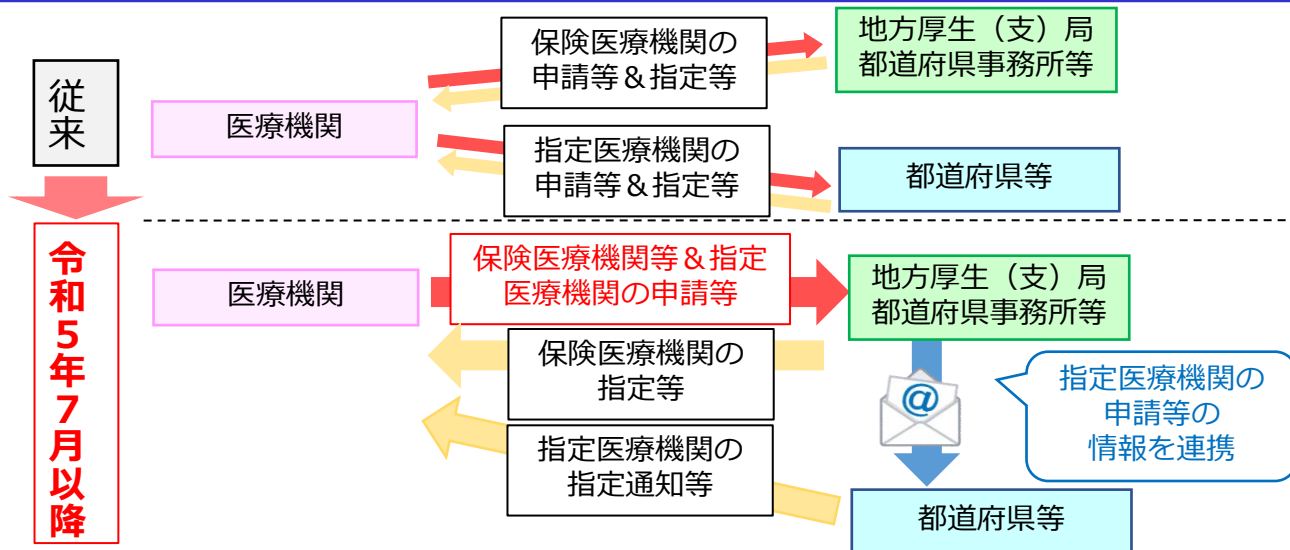 従来
医療機関
保険医療機関の
申請等＆指定等
地方厚生（支）局
都道府県事務所等
指定医療機関の
申請等＆指定等
都道府県等
令和５年７月以降
医療機関
保険医療機関等＆指定
医療機関の申請等
地方厚生（支）局
都道府県事務所等
保険医療機関の
指定等
@
指定医療機関の
申請等の
情報を連携
指定医療機関の
指定通知等
都道府県等